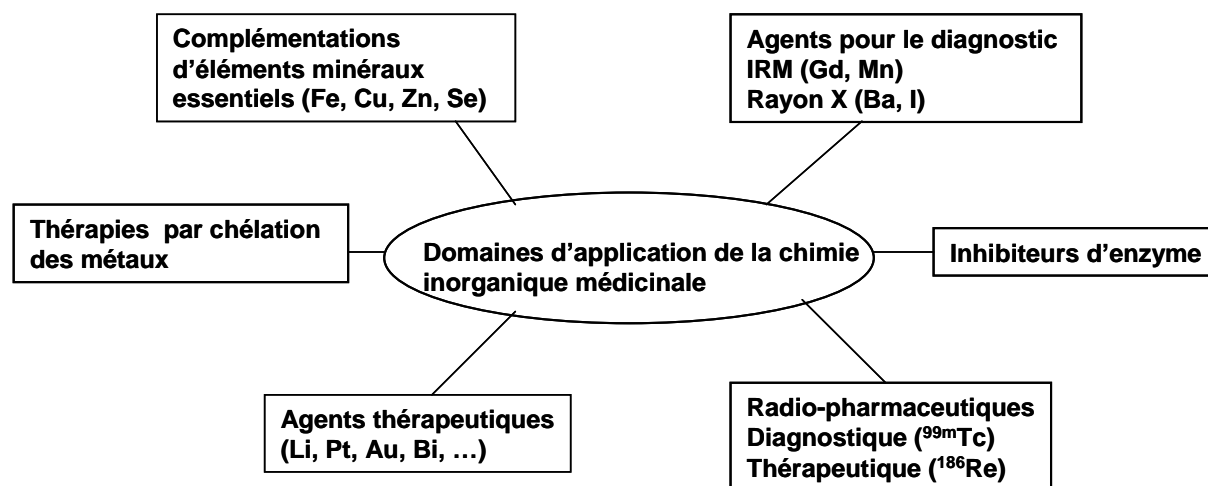 Complémentations
d'éléments minéraux
essentiels (Fe, Cu, Zn, Se)
Agents pour le diagnostic
IRM (Gd, Mn)
Rayon X (Ba, I)
Thérapies par chélation
des métaux
Domaines d'application de la chimie
inorganique médicinale
Inhibiteurs d'enzyme
Agents thérapeutiques
(Li, Pt, Au, Bi, …)
Radio-pharmaceutiques
Diagnostique (⁹⁹ᵐTc)
Thérapeutique (¹⁸⁶Re)